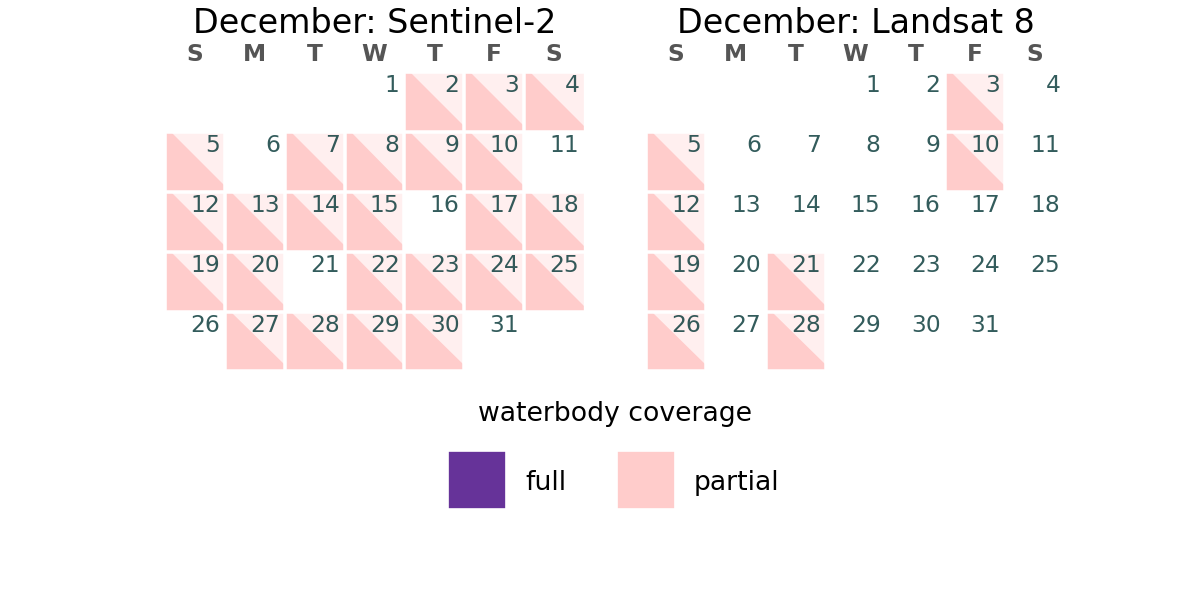 December: Sentinel-2
S M T W T F S
1 2 3 4
5 6 7 8 9 10 11
12 13 14 15 16 17 18
19 20 21 22 23 24 25
26 27 28 29 30 31
December: Landsat 8
S M T W T F S
1 2 3 4
5 6 7 8 9 10 11
12 13 14 15 16 17 18
19 20 21 22 23 24 25
26 27 28 29 30 31
waterbody coverage
full partial